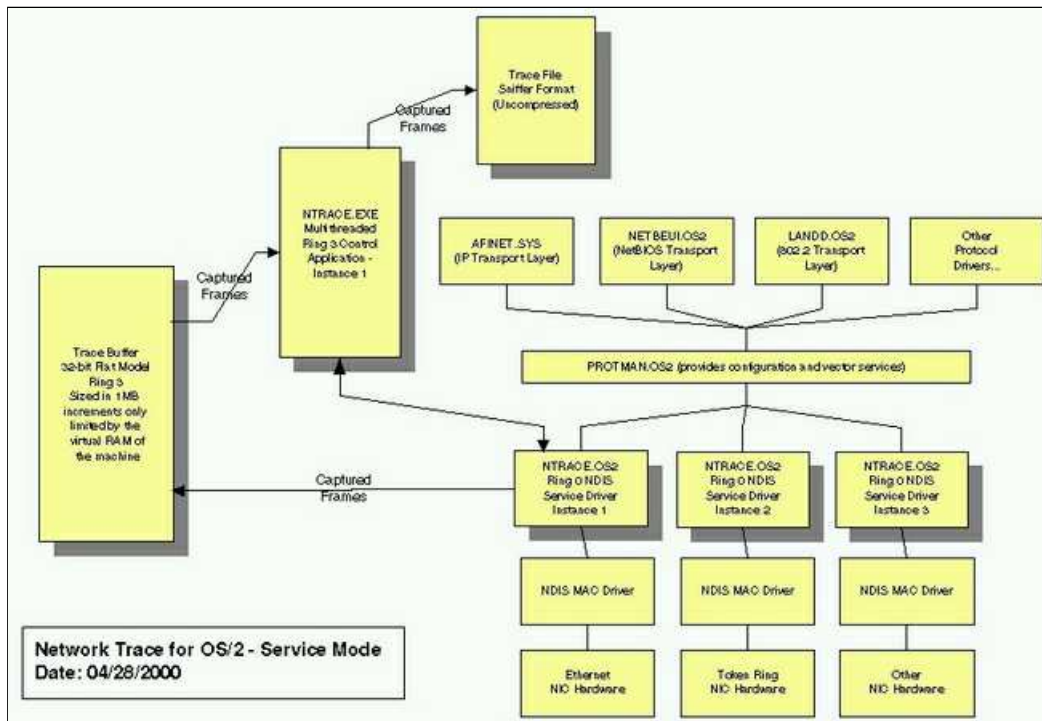 Trace File
Sniffer Format
(Uncompressed)
Captured
Frames
NTRACE.EXE
Multi threaded
Ring 3 Control
Application -
Instance 1
AFINET.SYS
(IP Transport Layer)
NETBEUI.OS2
(NetBIOS Transport
Layer)
LANDD.OS2
(802.2 Transport
Layer)
Other
Protocol
Drivers...
Captured
Frames
Trace Buffer
32-bit Flat Model
Ring 3
Sized in 1MB
increments only
limited by the
virtual RAM of
the machine
PROTMAN.OS2 (provides configuration and vector services)
Captured
Frames
NTRACE.OS2
Ring 0 NDIS
Service Driver
Instance 1
NTRACE.OS2
Ring 0 NDIS
Service Driver
Instance 2
NTRACE.OS2
Ring 0 NDIS
Service Driver
Instance 3
NDIS MAC Driver
NDIS MAC Driver
NDIS MAC Driver
Network Trace for OS/2 - Service Mode
Date: 04/28/2000
Ethernet
NIC Hardware
Token Ring
NIC Hardware
Other
NIC Hardware